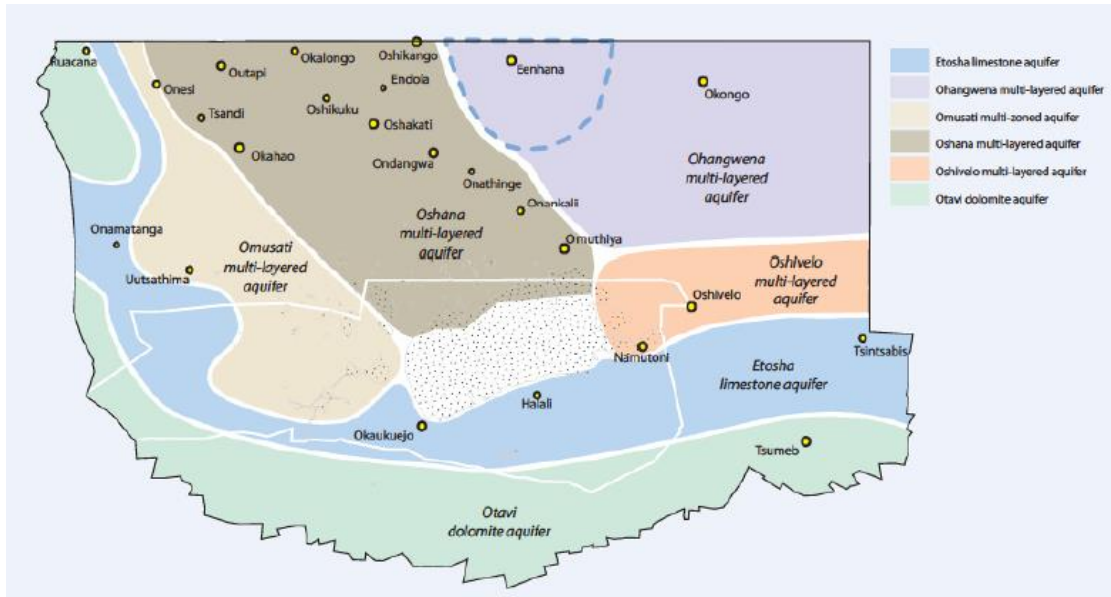 Ruacana
Onesi
Outapi
Okalongo
Oshikango
Endola
Eenhana
Okongo
Tsandi
Oshikuku
Oshakati
Okahao
Ondangwa
Onathinge
Onankali
Omuthiya
Ohangwena
multi-layered
aquifer
Oshana
multi-layered
aquifer
Onamatanga
Uutsathima
Omusati
multi-layered
aquifer
Oshivelo
multi-layered
aquifer
Oshivelo
Namutoni
Tsintsabis
Etosha
limestone aquifer
Halali
Okaukuejo
Tsumeb
Otavi
dolomite aquifer
Etosha limestone aquifer
Ohangwena multi-layered aquifer
Omusati multi-zoned aquifer
Oshana multi-layered aquifer
Oshivelo multi-layered aquifer
Otavi dolomite aquifer